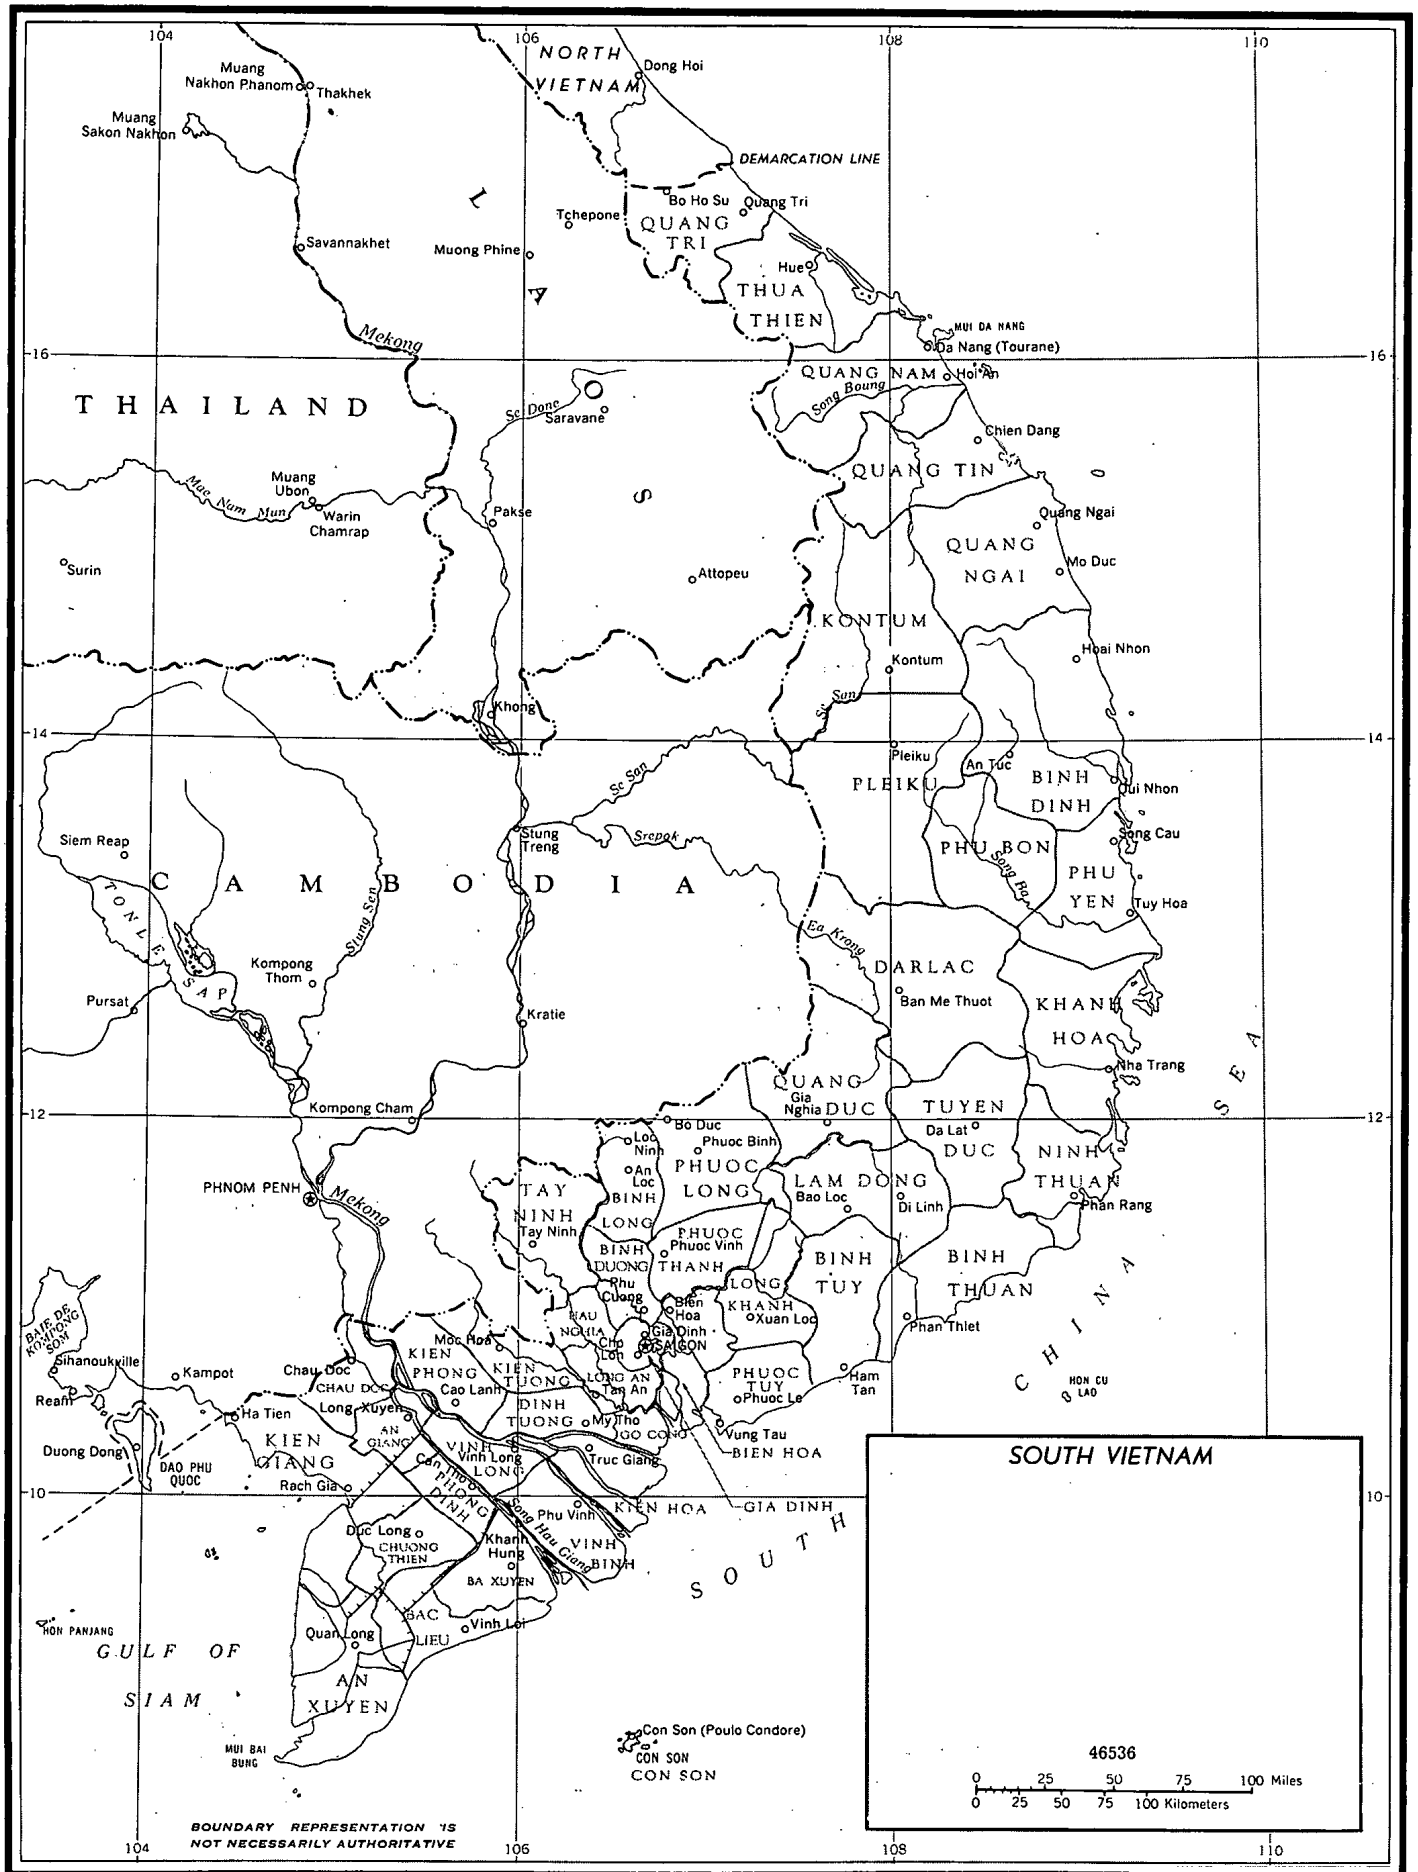 104
106
108
110
NORTH
VIETNAM
Dong Hoi
Muang
Nakhon Phanom
Thakhek
Muang
Sakon Nakhon
DEMARCATION LINE
LAOS
Bo Ho Su
Quang Tri
Tchepone
QUANG
TRI
Savannakhet
Muong Phine
Hue
THUA
THIEN
Mekong
MUI DA NANG
Da Nang (Tourane)
16
16
QUANG NAM
Hoi An
Song Boung
THAILAND
Se Done
Saravane
Chien Dang
QUANG TIN
Mae Nam Mun
Muang
Ubon
Warin
Chamrap
Pakse
Quang Ngai
QUANG
NGAI
Surin
Attopeu
Mo Duc
KONTUM
Kontum
Hoai Nhon
Se San
Khong
14
14
Pleiku
PLEIKU
An Tuc
BINH
DINH
Qui Nhon
Se San
Srepok
Stung
Treng
Siem Reap
Song Cau
PHU BON
Song Ba
PHU
YEN
Tuy Hoa
CAMBODIA
TONLE SAP
Stung Sen
Ea Krong
Kompong
Thom
DARLAC
Ban Me Thuot
Pursat
Kratie
KHANH
HOA
Nha Trang
Kompong Cham
12
12
QUANG
DUC
Gia
Nghia
TUYEN
DUC
Da Lat
Bo Duc
Loc
Ninh
Phuoc Binh
An
Loc
PHUOC
LONG
NINH
THUAN
Phan Rang
PHNOM PENH
Mekong
TAY
NINH
Tay Ninh
BINH
LONG
LAM DONG
Bao Loc
Di Linh
PHUOC
THANH
Phuoc Vinh
BINH
DUONG
BINH
TUY
BINH
THUAN
Phu
Cuong
Bien
Hoa
LONG
KHANH
Xuan Loc
Phan Thiet
BAIE DE
KOMPONG
SOM
HAU
NGHIA
Gia Dinh
SAIGON
Cho
Lon
Moc Hoa
Sihanoukville
Ream
Kampot
Chau Doc
CHAU DOC
KIEN
PHONG
KIEN
TUONG
LONG AN
Tan An
PHUOC
TUY
Phuoc Le
Ham
Tan
HON CU
LAO
Ha Tien
Long Xuyen
Cao Lanh
DINH
TUONG
My Tho
GO CONG
Vung Tau
BIEN HOA
AN
GIANG
KIEN
GIANG
Duong Dong
DAO PHU
QUOC
VINH
LONG
Vinh Long
Truc Giang
Can Tho
PHONG
DINH
Rach Gia
10
10
KIEN HOA
GIA DINH
Song Hau Giang
Phu Vinh
VINH
BINH
Duc Long
CHUONG
THIEN
Khanh
Hung
BA XUYEN
BAC
LIEU
Vinh Loi
Quan Long
AN
XUYEN
HON PANJANG
GULF OF
SIAM
MUI BAI
BUNG
Con Son (Poulo Condore)
CON SON
CON SON
SOUTH CHINA SEA
SOUTH VIETNAM
46536
0 25 50 75 100 Miles
0 25 50 75 100 Kilometers
BOUNDARY REPRESENTATION IS
NOT NECESSARILY AUTHORITATIVE
104
106
108
110